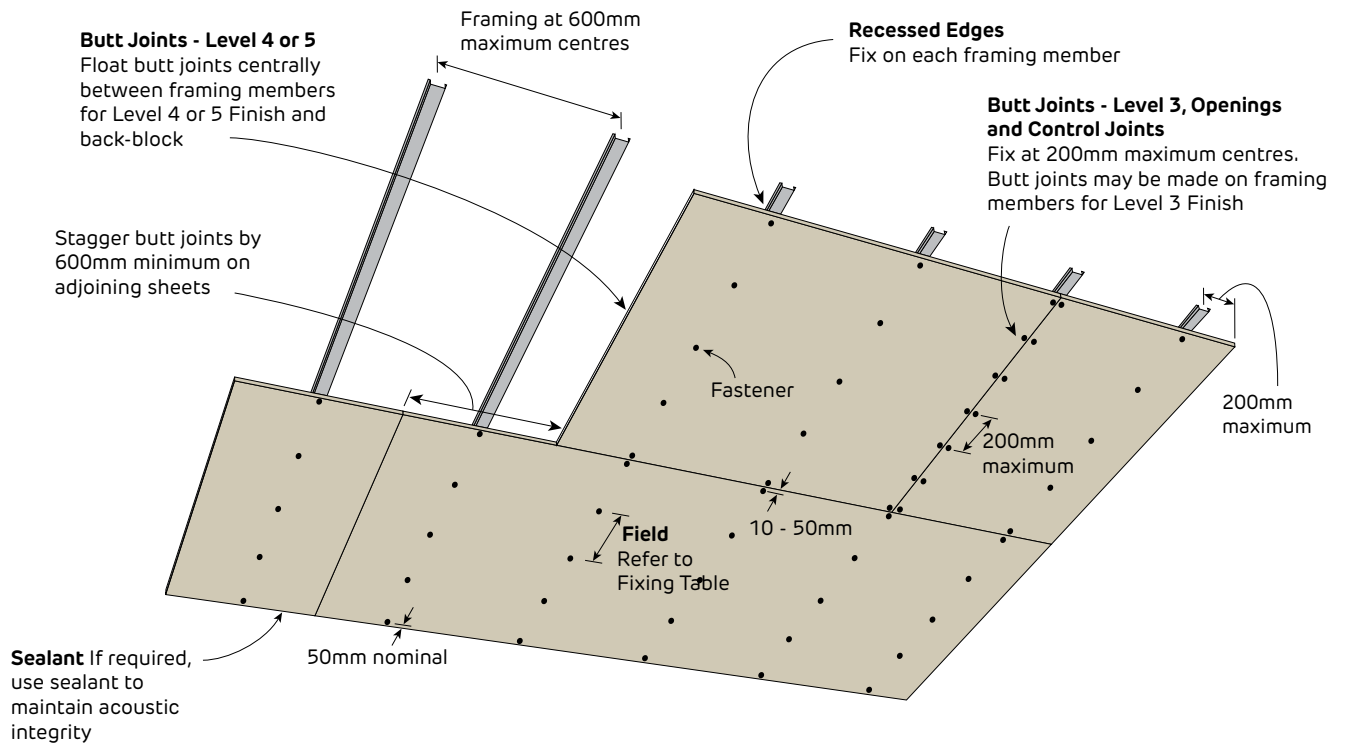 Framing at 600mm
maximum centres
Butt Joints - Level 4 or 5
Float butt joints centrally
between framing members
for Level 4 or 5 Finish and
back-block
Recessed Edges
Fix on each framing member
Butt Joints - Level 3, Openings
and Control Joints
Fix at 200mm maximum centres.
Butt joints may be made on framing
members for Level 3 Finish
Stagger butt joints by
600mm minimum on
adjoining sheets
Fastener
200mm
maximum
200mm
maximum
10 - 50mm
Field
Refer to
Fixing Table
50mm nominal
Sealant If required,
use sealant to
maintain acoustic
integrity